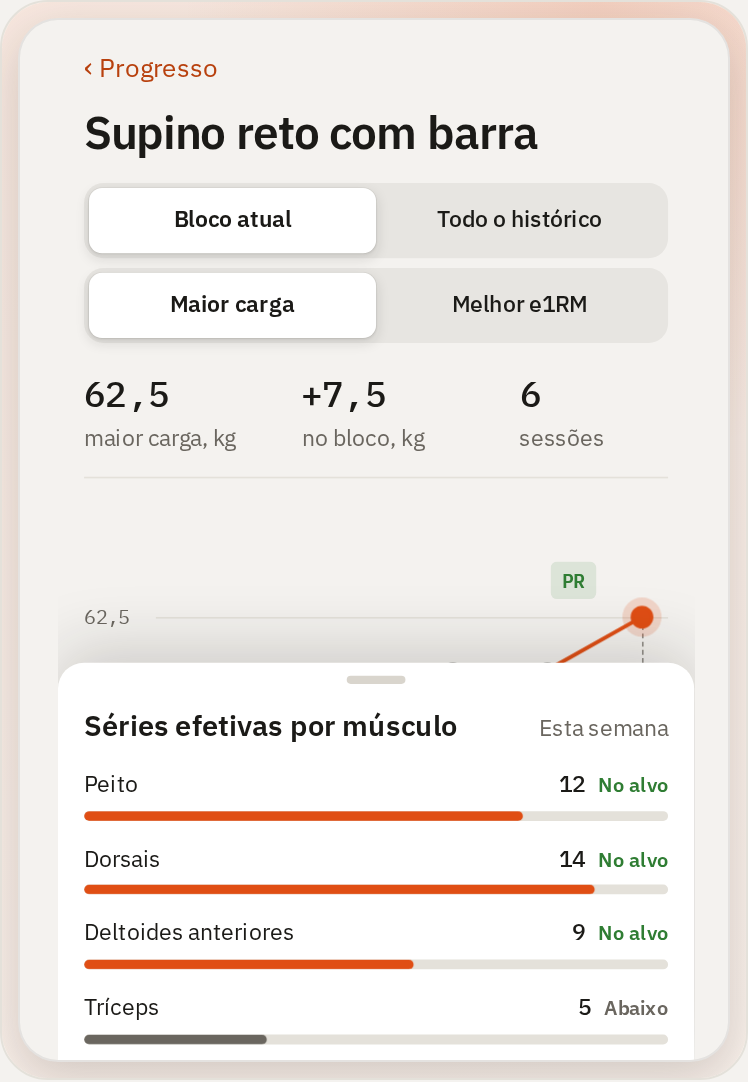 ‹ Progresso
Supino reto com barra
Bloco atual Todo o histórico
Maior carga Melhor e1RM
62,5 +7,5 6
maior carga, kg no bloco, kg sessões
PR
62,5
Séries efetivas por músculo Esta semana
Peito 12 No alvo
Dorsais 14 No alvo
Deltoides anteriores 9 No alvo
Tríceps 5 Abaixo